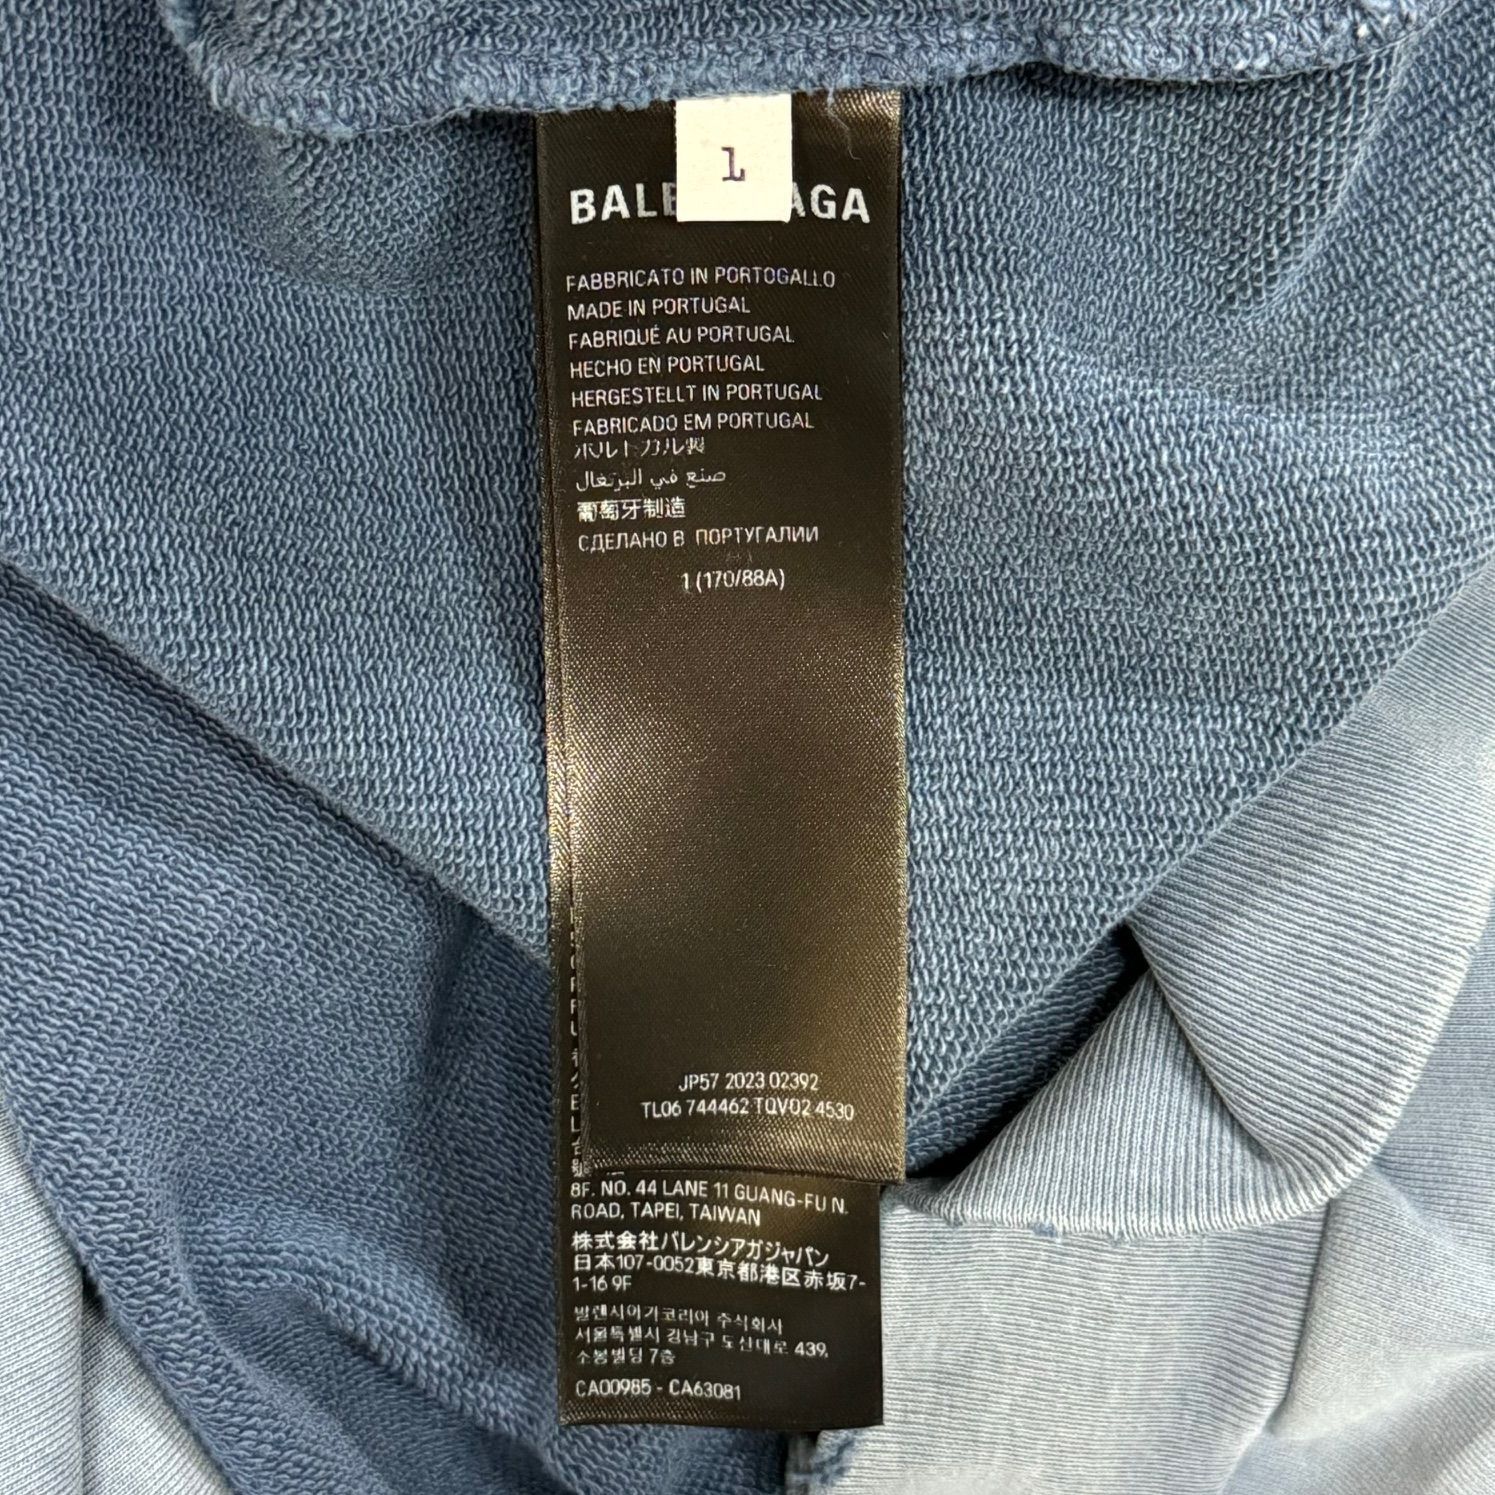 1
BALE AGA
FABBRICATO IN PORTOGALLO
MADE IN PORTUGAL
FABRIQUÉ AU PORTUGAL
HECHO EN PORTUGAL
HERGESTELLT IN PORTUGAL
FABRICADO EM PORTUGAL
ポルトガル製
صنع في البرتغال
葡萄牙制造
СДЕЛАНО В ПОРТУГАЛИИ
1 (170/88A)
JP57 2023 02392
TL06 744462 TQV02 4530
8F. NO. 44 LANE 11 GUANG-FU N.
ROAD, TAPEI, TAIWAN
株式会社バレンシアガジャパン
日本107-0052東京都港区赤坂7-
1-16 9F
발렌시아가코리아 주식회사
서울특별시 강남구 도산대로 439,
소봉빌딩 7층
CA00985 - CA63081